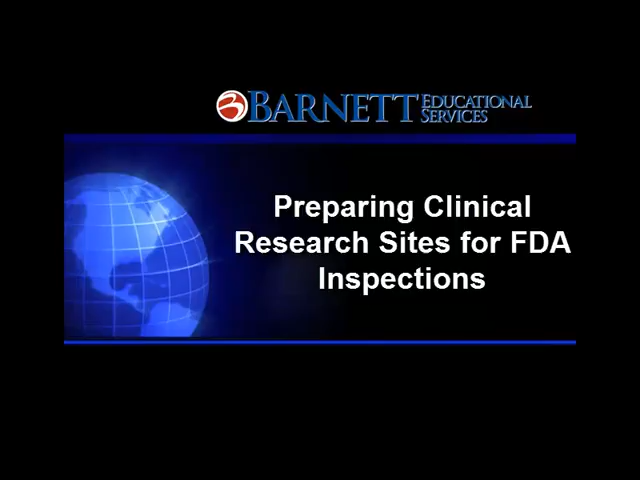 BARNETT EDUCATIONAL
SERVICES
Preparing Clinical
Research Sites for FDA
Inspections